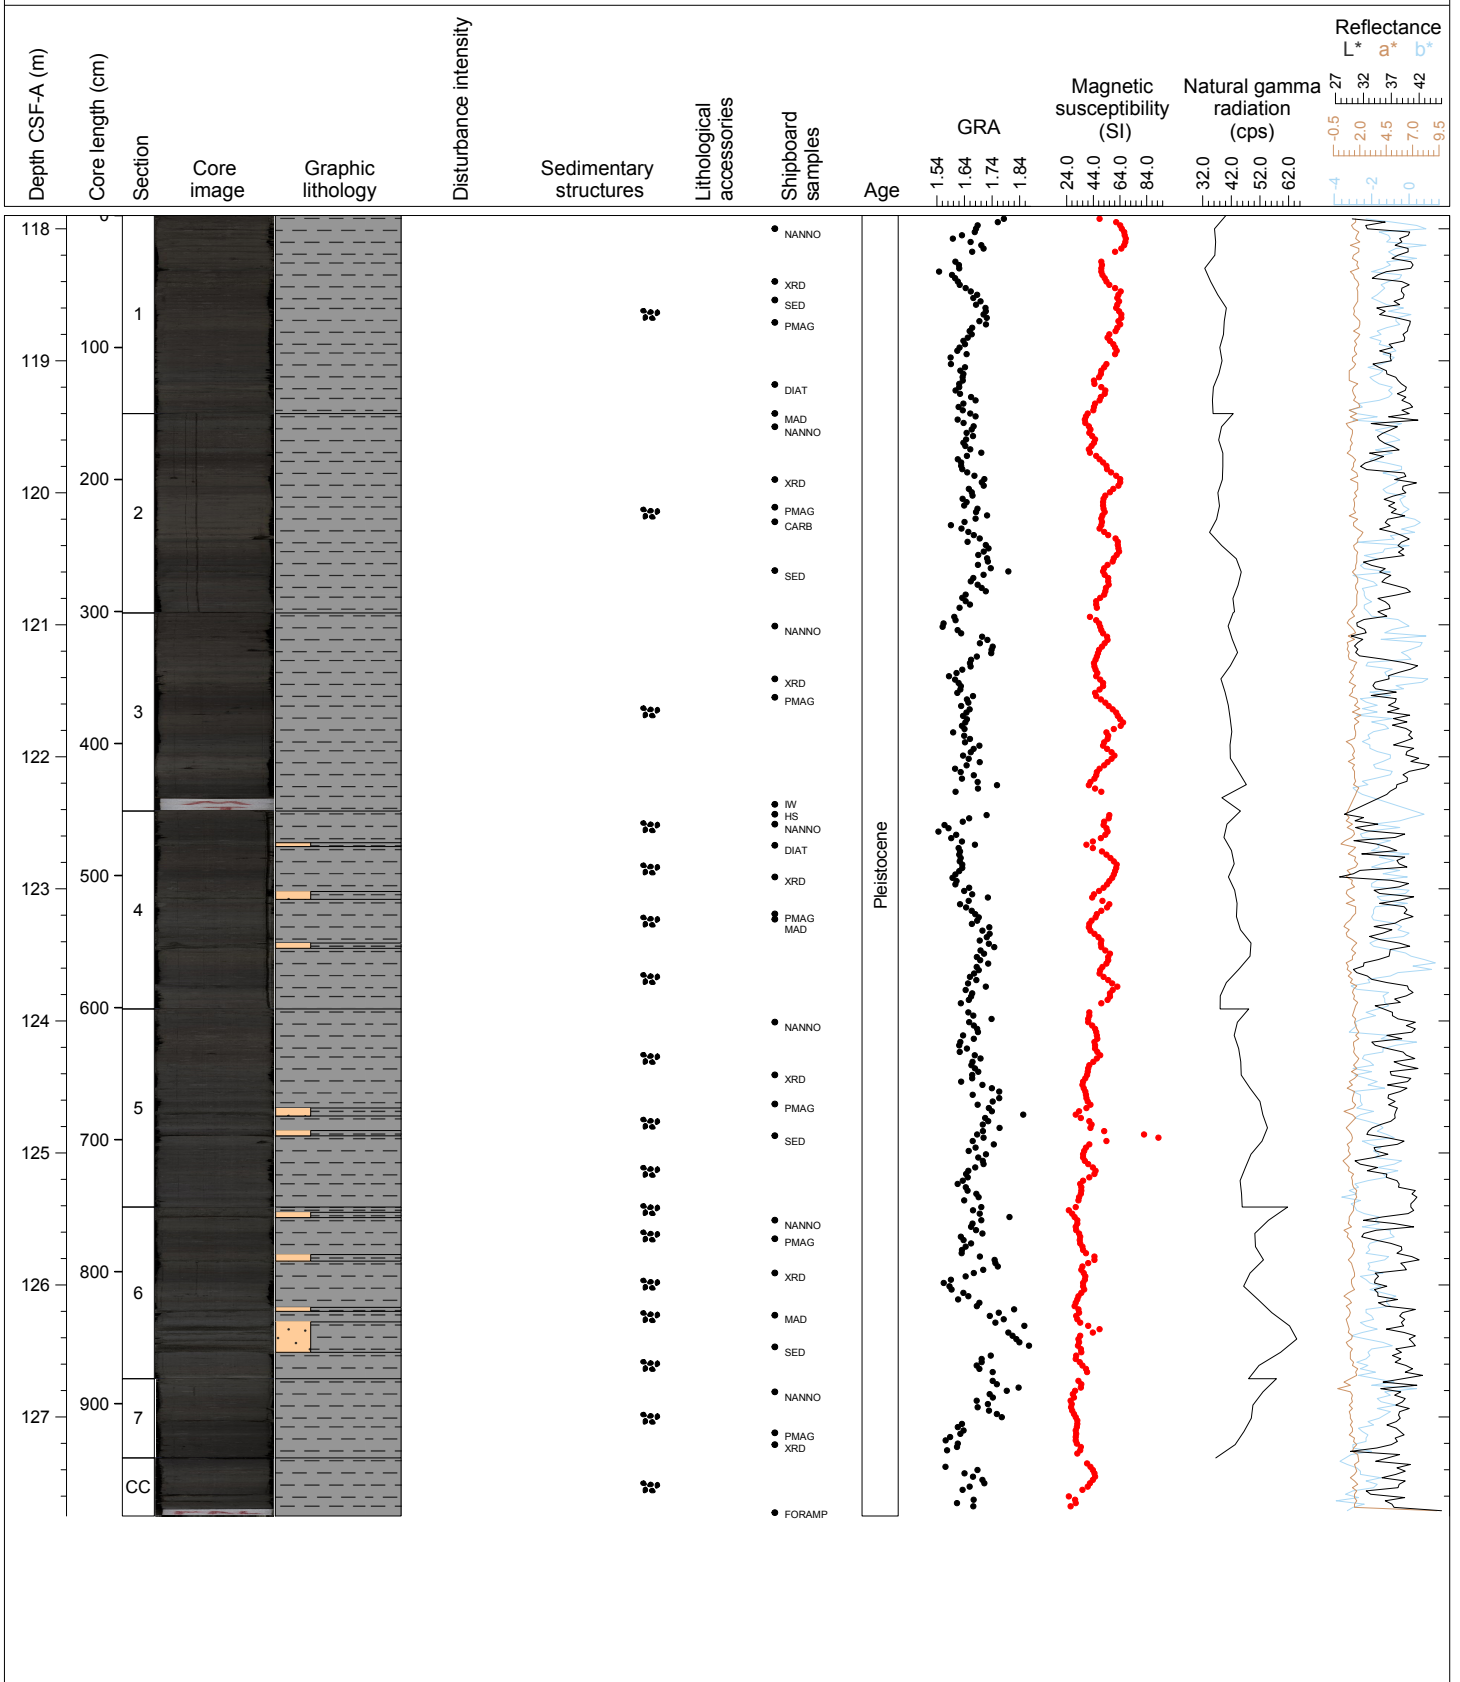 Depth CSF-A (m)
Core length (cm)
Section
Core
image
Graphic
lithology
Disturbance intensity
Sedimentary
structures
Lithological
accessories
Shipboard
samples
Age
GRA
1.54 1.64 1.74 1.84
Magnetic
susceptibility
(SI)
24.0 44.0 64.0 84.0
Natural gamma
radiation
(cps)
32.0 42.0 52.0 62.0
Reflectance
L* a* b*
27 32 37 42
-0.5 2.0 4.5 7.0 9.5
-4 -2 0
0
118
NANNO
XRD
SED
1
PMAG
100
119
DIAT
MAD
NANNO
200
XRD
120
2
PMAG
CARB
SED
300
121
NANNO
XRD
PMAG
3
400
122
IW
HS
NANNO
DIAT
500
XRD
123
Pleistocene
4
PMAG
MAD
600
124
NANNO
XRD
5
PMAG
700
SED
125
NANNO
PMAG
800
XRD
126
6
MAD
SED
NANNO
900
127
7
PMAG
XRD
CC
FORAMP